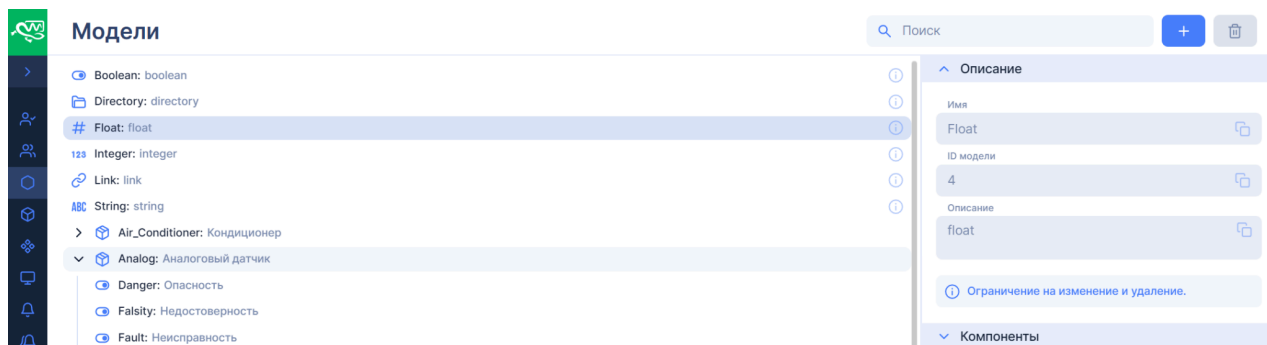 Модели
Поиск
Boolean: boolean
Directory: directory
Float: float
123 Integer: integer
Link: link
ABC String: string
Air_Conditioner: Кондиционер
Analog: Аналоговый датчик
Danger: Опасность
Falsity: Недостоверность
Fault: Неисправность
Описание
Имя
Float
ID модели
4
Описание
float
Ограничение на изменение и удаление.
Компоненты